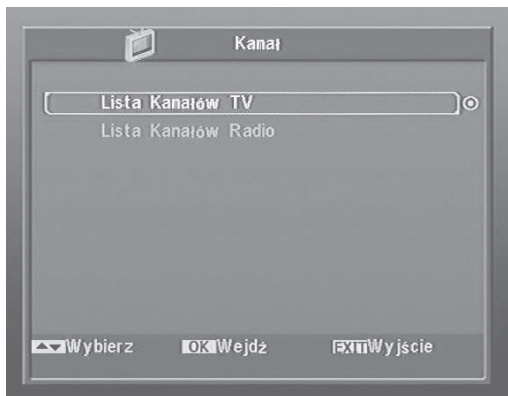 Kanał
Lista Kanałów TV
Lista Kanałów Radio
Wybierz OK Wejdź EXIT Wyjście